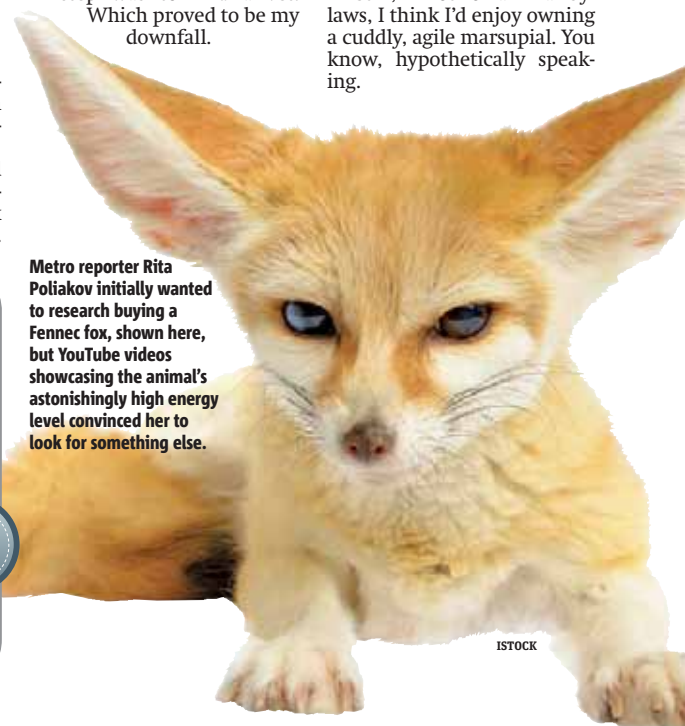 Which proved to be my
downfall.
laws, I think I'd enjoy owning
a cuddly, agile marsupial. You
know, hypothetically speak-
ing.
Metro reporter Rita
Poliakov initially wanted
to research buying a
Fennec fox, shown here,
but YouTube videos
showcasing the animal's
astonishingly high energy
level convinced her to
look for something else.
ISTOCK